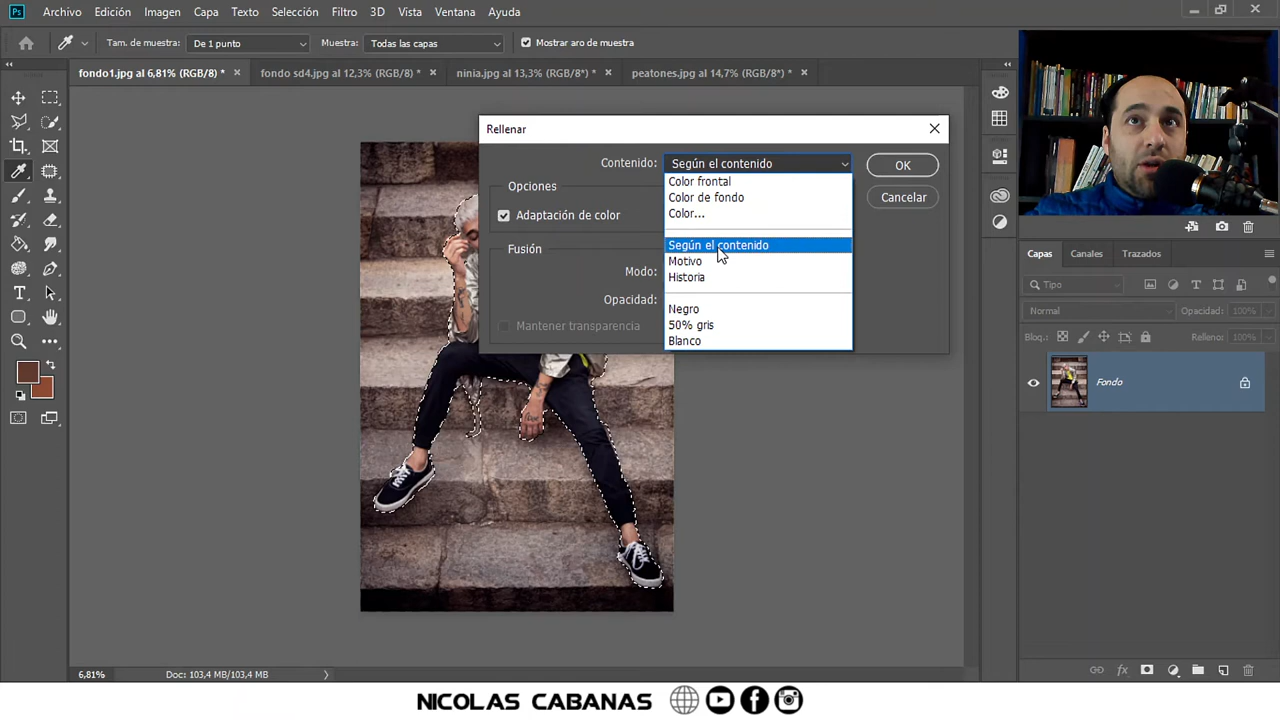 Ps Archivo Edición Imagen Capa Texto Selección Filtro 3D Vista Ventana Ayuda
Tam. de muestra: De 1 punto Muestra: Todas las capas Mostrar aro de muestra
fondo1.jpg al 6,81% (RGB/8) * fondo sd4.jpg al 12,3% (RGB/8) * ninia.jpg al 13,3% (RGB/8*) * peatones.jpg al 14,7% (RGB/8*) *
Rellenar
Contenido: Según el contenido OK
Color frontal
Opciones Color de fondo Cancelar
Adaptación de color Color...
Fusión Según el contenido
Modo: Motivo
Historia
Opacidad: Negro
Mantener transparencia 50% gris
Blanco
Capas Canales Trazados
Tipo
Normal Opacidad: 100%
Bloq.: Relleno: 100%
Fondo
6,81% Doc: 103,4 MB/103,4 MB
NICOLAS CABANAS